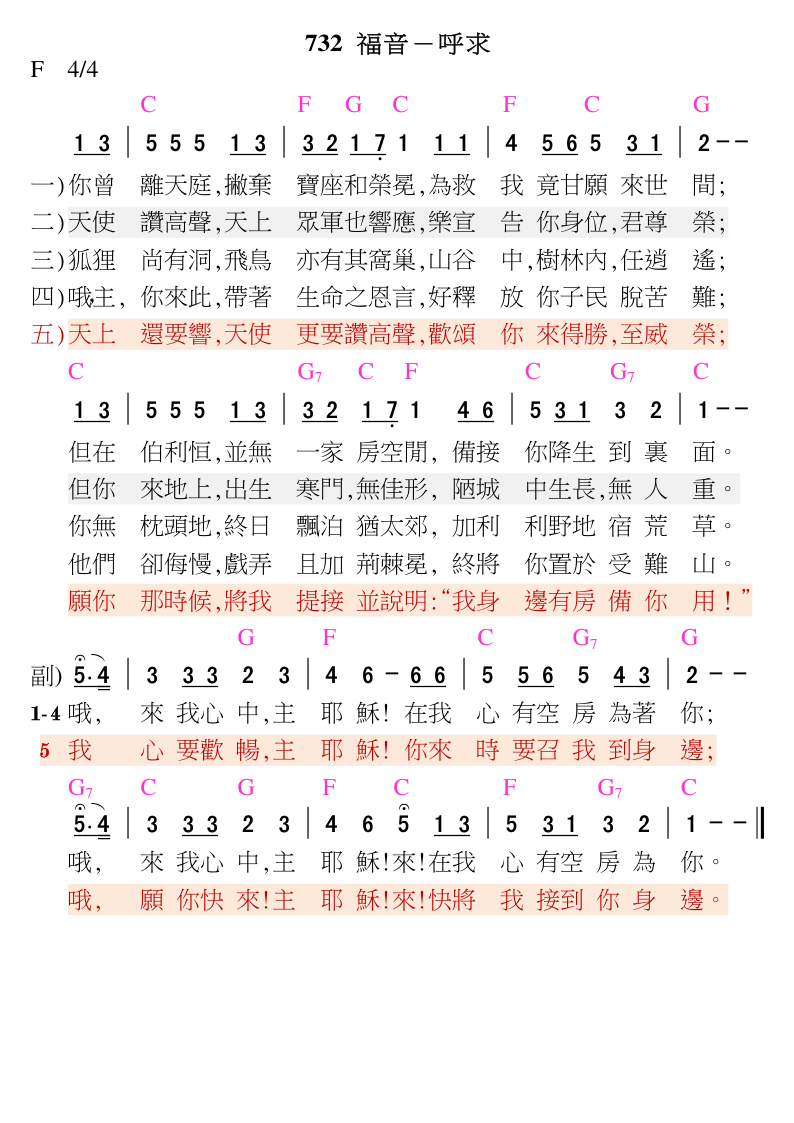 732 福音－呼求
F 4/4
C F G C F C G
1 3 | 5 5 5 1 3 | 3 2 1 7 1 1 1 | 4 5 6 5 3 1 | 2 - -
一)你曾 離天庭,撇棄 寶座和榮冕,為救 我 竟甘願 來世 間;
二)天使 讚高聲,天上 眾軍也響應,樂宣 告 你身位,君尊 榮;
三)狐狸 尚有洞,飛鳥 亦有其窩巢,山谷 中,樹林內,任逍 遙;
四)哦主, 你來此,帶著 生命之恩言,好釋 放 你子民 脫苦 難;
五)天上 還要響,天使 更要讚高聲,歡頌 你 來得勝,至威 榮;
C G7 C F C G7 C
1 3 | 5 5 5 1 3 | 3 2 1 7 1 4 6 | 5 3 1 3 2 | 1 - -
但在 伯利恒,並無 一家 房空閒, 備接 你降生 到 裏 面。
但你 來地上,出生 寒門,無佳形, 陋城 中生長,無 人 重。
你無 枕頭地,終日 飄泊 猶太郊, 加利 利野地 宿 荒 草。
他們 卻侮慢,戲弄 且加 荊棘冕, 終將 你置於 受 難 山。
願你 那時候,將我 提接 並說明:“我身 邊有房 備 你 用！”
G F C G7 G
副) 5. 4 | 3 3 3 2 3 | 4 6 - 6 6 | 5 5 6 5 4 3 | 2 - -
1-4 哦, 來 我心 中,主 耶 穌! 在我 心 有空 房 為著 你;
5 我 心 要歡 暢,主 耶 穌! 你來 時 要召 我 到身 邊;
G7 C G F C F G7 C
5. 4 | 3 3 3 2 3 | 4 6 5 1 3 | 5 3 1 3 2 | 1 - - ‖
哦, 來 我心 中,主 耶 穌!來!在我 心 有空 房 為 你。
哦, 願 你快 來!主 耶 穌!來!快將 我 接到 你 身 邊。